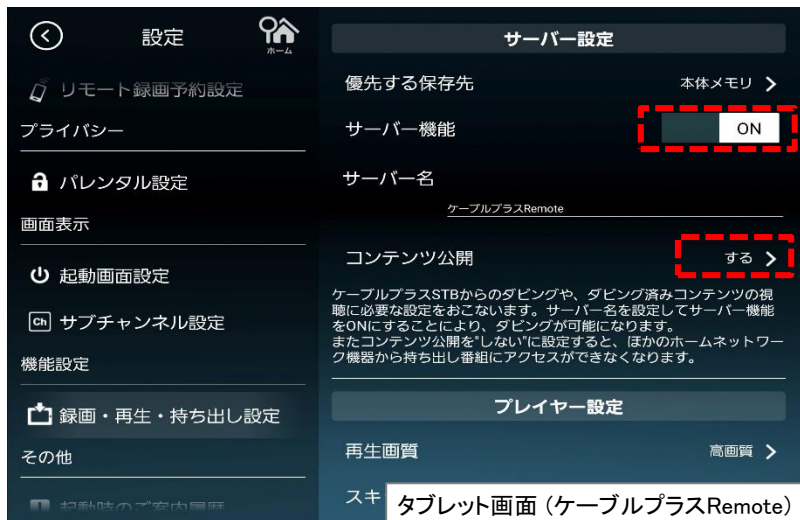 設定
ホーム
リモート録画予約設定
プライバシー
パレンタル設定
画面表示
起動画面設定
Ch サブチャンネル設定
機能設定
録画・再生・持ち出し設定
その他
起動時のご案内履歴
サーバー設定
優先する保存先 本体メモリ
サーバー機能 ON
サーバー名
ケーブルプラスRemote
コンテンツ公開 する
ケーブルプラスSTBからのダビングや、ダビング済みコンテンツの視
聴に必要な設定をおこないます。サーバー名を設定してサーバー機能
をONにすることにより、ダビングが可能になります。
またコンテンツ公開を"しない"に設定すると、ほかのホームネットワー
ク機器から持ち出し番組にアクセスができなくなります。
プレイヤー設定
再生画質 高画質
スキ
タブレット画面（ケーブルプラスRemote）